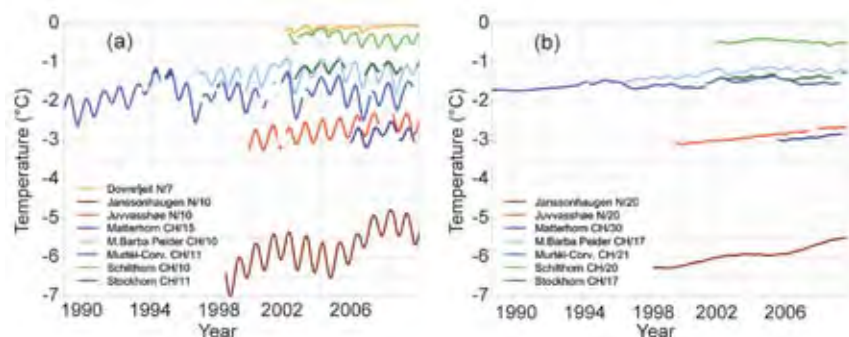 (a)
Temperature (°C)
0
-1
-2
-3
-4
-5
-6
-7
Dovrefjell N/7
Janssonhaugen N/10
Juvvasshøe N/10
Matterhorn CH/15
M.Barba Peider CH/10
Murtèl-Corv. CH/11
Schilthorn CH/10
Stockhorn CH/11
1990
1994
1998
2002
2006
Year
(b)
Temperature (°C)
0
-1
-2
-3
-4
-5
-6
-7
Janssonhaugen N/20
Juvvasshøe N/20
Matterhorn CH/30
M.Barba Peider CH/17
Murtèl-Corv. CH/21
Schilthorn CH/20
Stockhorn CH/17
1990
1994
1998
2002
2006
Year